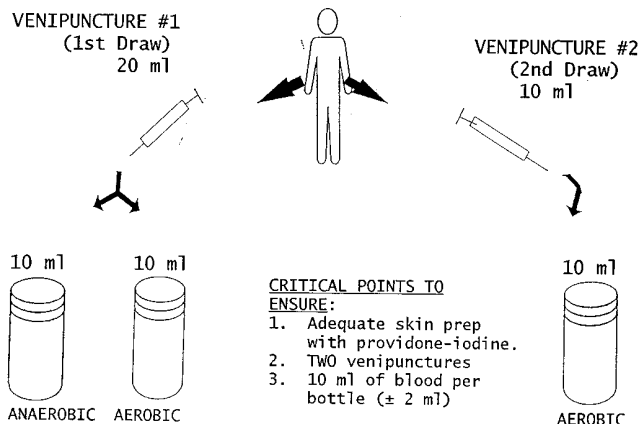 VENIPUNCTURE #1
(1st Draw)
20 ml
VENIPUNCTURE #2
(2nd Draw)
10 ml
10 ml
10 ml
10 ml
CRITICAL POINTS TO
ENSURE:
1. Adequate skin prep
with providone-iodine.
2. TWO venipunctures
3. 10 ml of blood per
bottle (± 2 ml)
ANAEROBIC
AEROBIC
AEROBIC